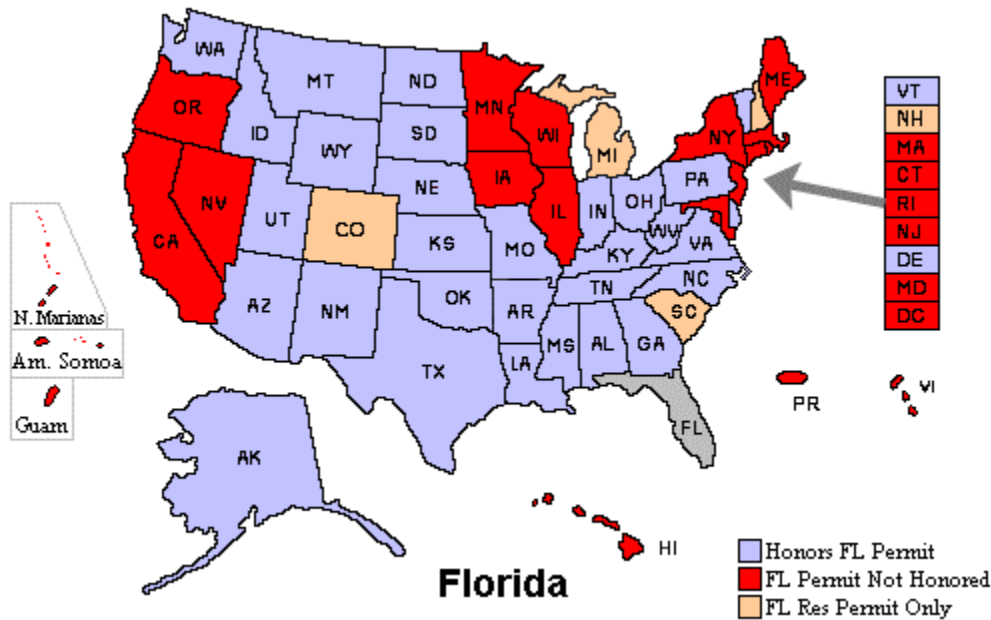 WA
MT
ND
MN
ME
VT
OR
ID
SD
WI
NY
NH
WY
MI
MA
NV
UT
NE
IA
PA
CT
CA
CO
KS
MO
IL
IN
OH
WV
VA
RI
KY
NJ
AZ
NM
OK
AR
TN
NC
DE
SC
MD
N. Marianas
TX
LA
MS
AL
GA
DC
Am. Somoa
Guam
FL
PR
VI
AK
HI
Honors FL Permit
Florida
FL Permit Not Honored
FL Res Permit Only